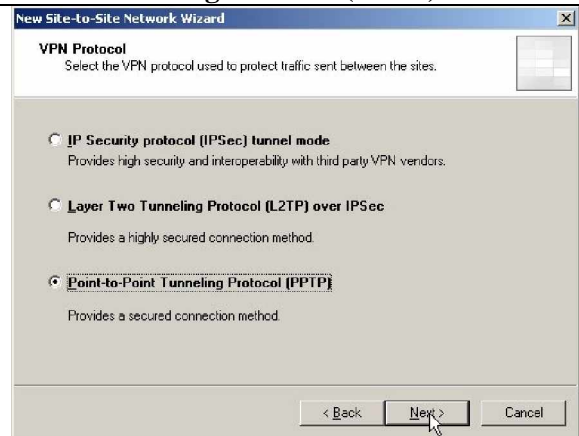 New Site-to-Site Network Wizard
VPN Protocol
Select the VPN protocol used to protect traffic sent between the sites.
IP Security protocol (IPSec) tunnel mode
Provides high security and interoperability with third party VPN vendors.
Layer Two Tunneling Protocol (L2TP) over IPSec
Provides a highly secured connection method.
Point-to-Point Tunneling Protocol (PPTP)
Provides a secured connection method.
< Back Next > Cancel